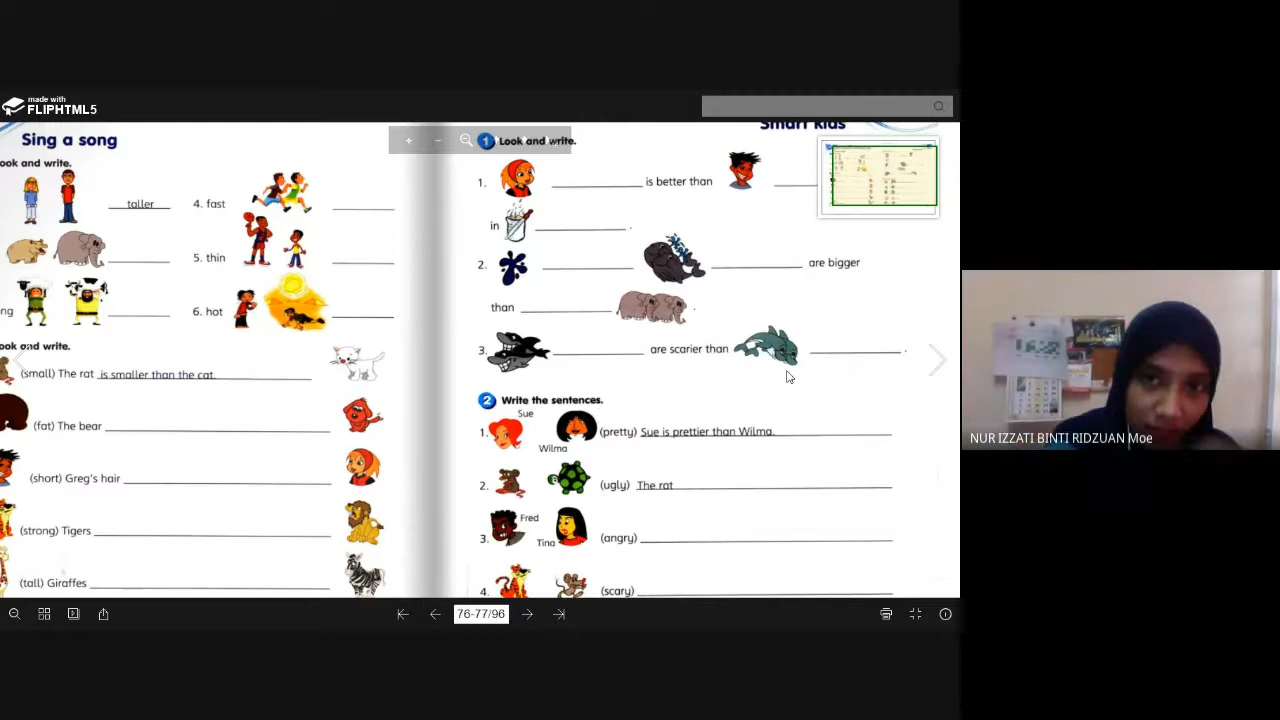 made with
FLIPHTML5
Sing a song
ook and write.
taller
4. fast
5. thin
ng
6. hot
ook and write.
(small) The rat is smaller than the cat.
(fat) The bear
(short) Greg's hair
(strong) Tigers
(tall) Giraffes
Smart kids
1 Look and write.
1. is better than
in .
2. are bigger
than .
3. are scarier than .
2 Write the sentences.
Sue
1. (pretty) Sue is prettier than Wilma.
Wilma
2. (ugly) The rat
Fred
3. (angry)
Tina
4. (scary)
76-77/96
NUR IZZATI BINTI RIDZUAN Moe